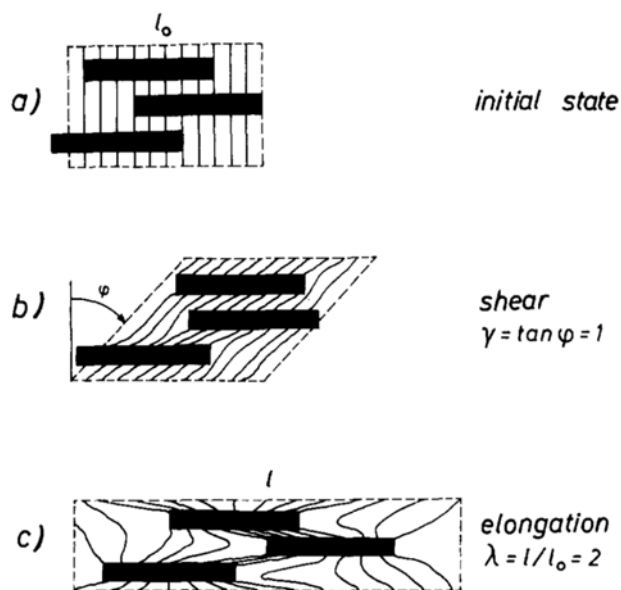 l₀
a) initial state
φ
b) shear
γ = tan φ = 1
l
c) elongation
λ = l/l₀ = 2